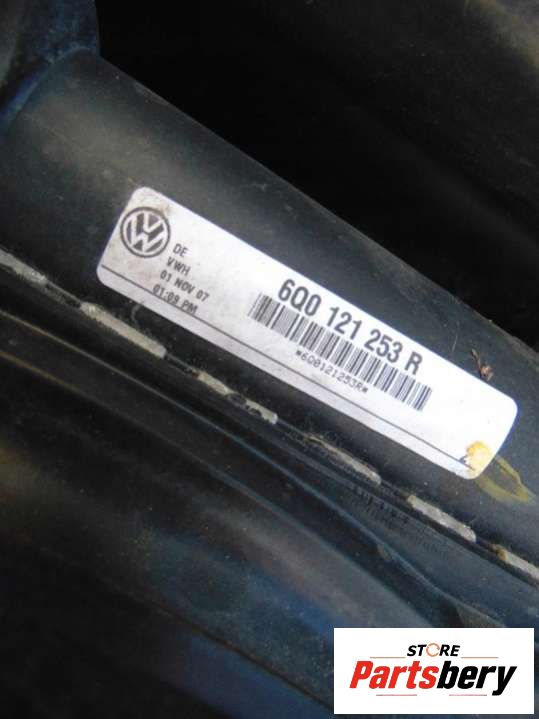 DE
VWH
01 NOV 07
01:09 PM
6Q0 121 253 R
*6Q0121253R*
STORE
Partsbery